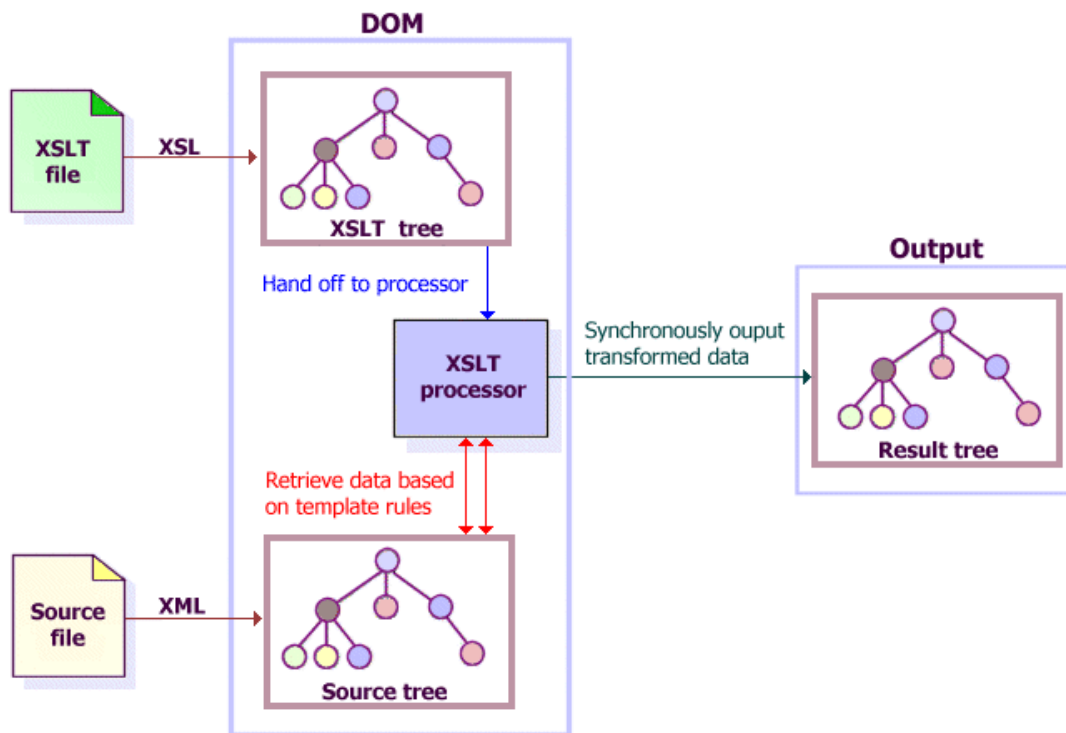 DOM
XSLT
file
XSL
XSLT tree
Hand off to processor
XSLT
processor
Synchronously ouput
transformed data
Output
Result tree
Retrieve data based
on template rules
Source
file
XML
Source tree